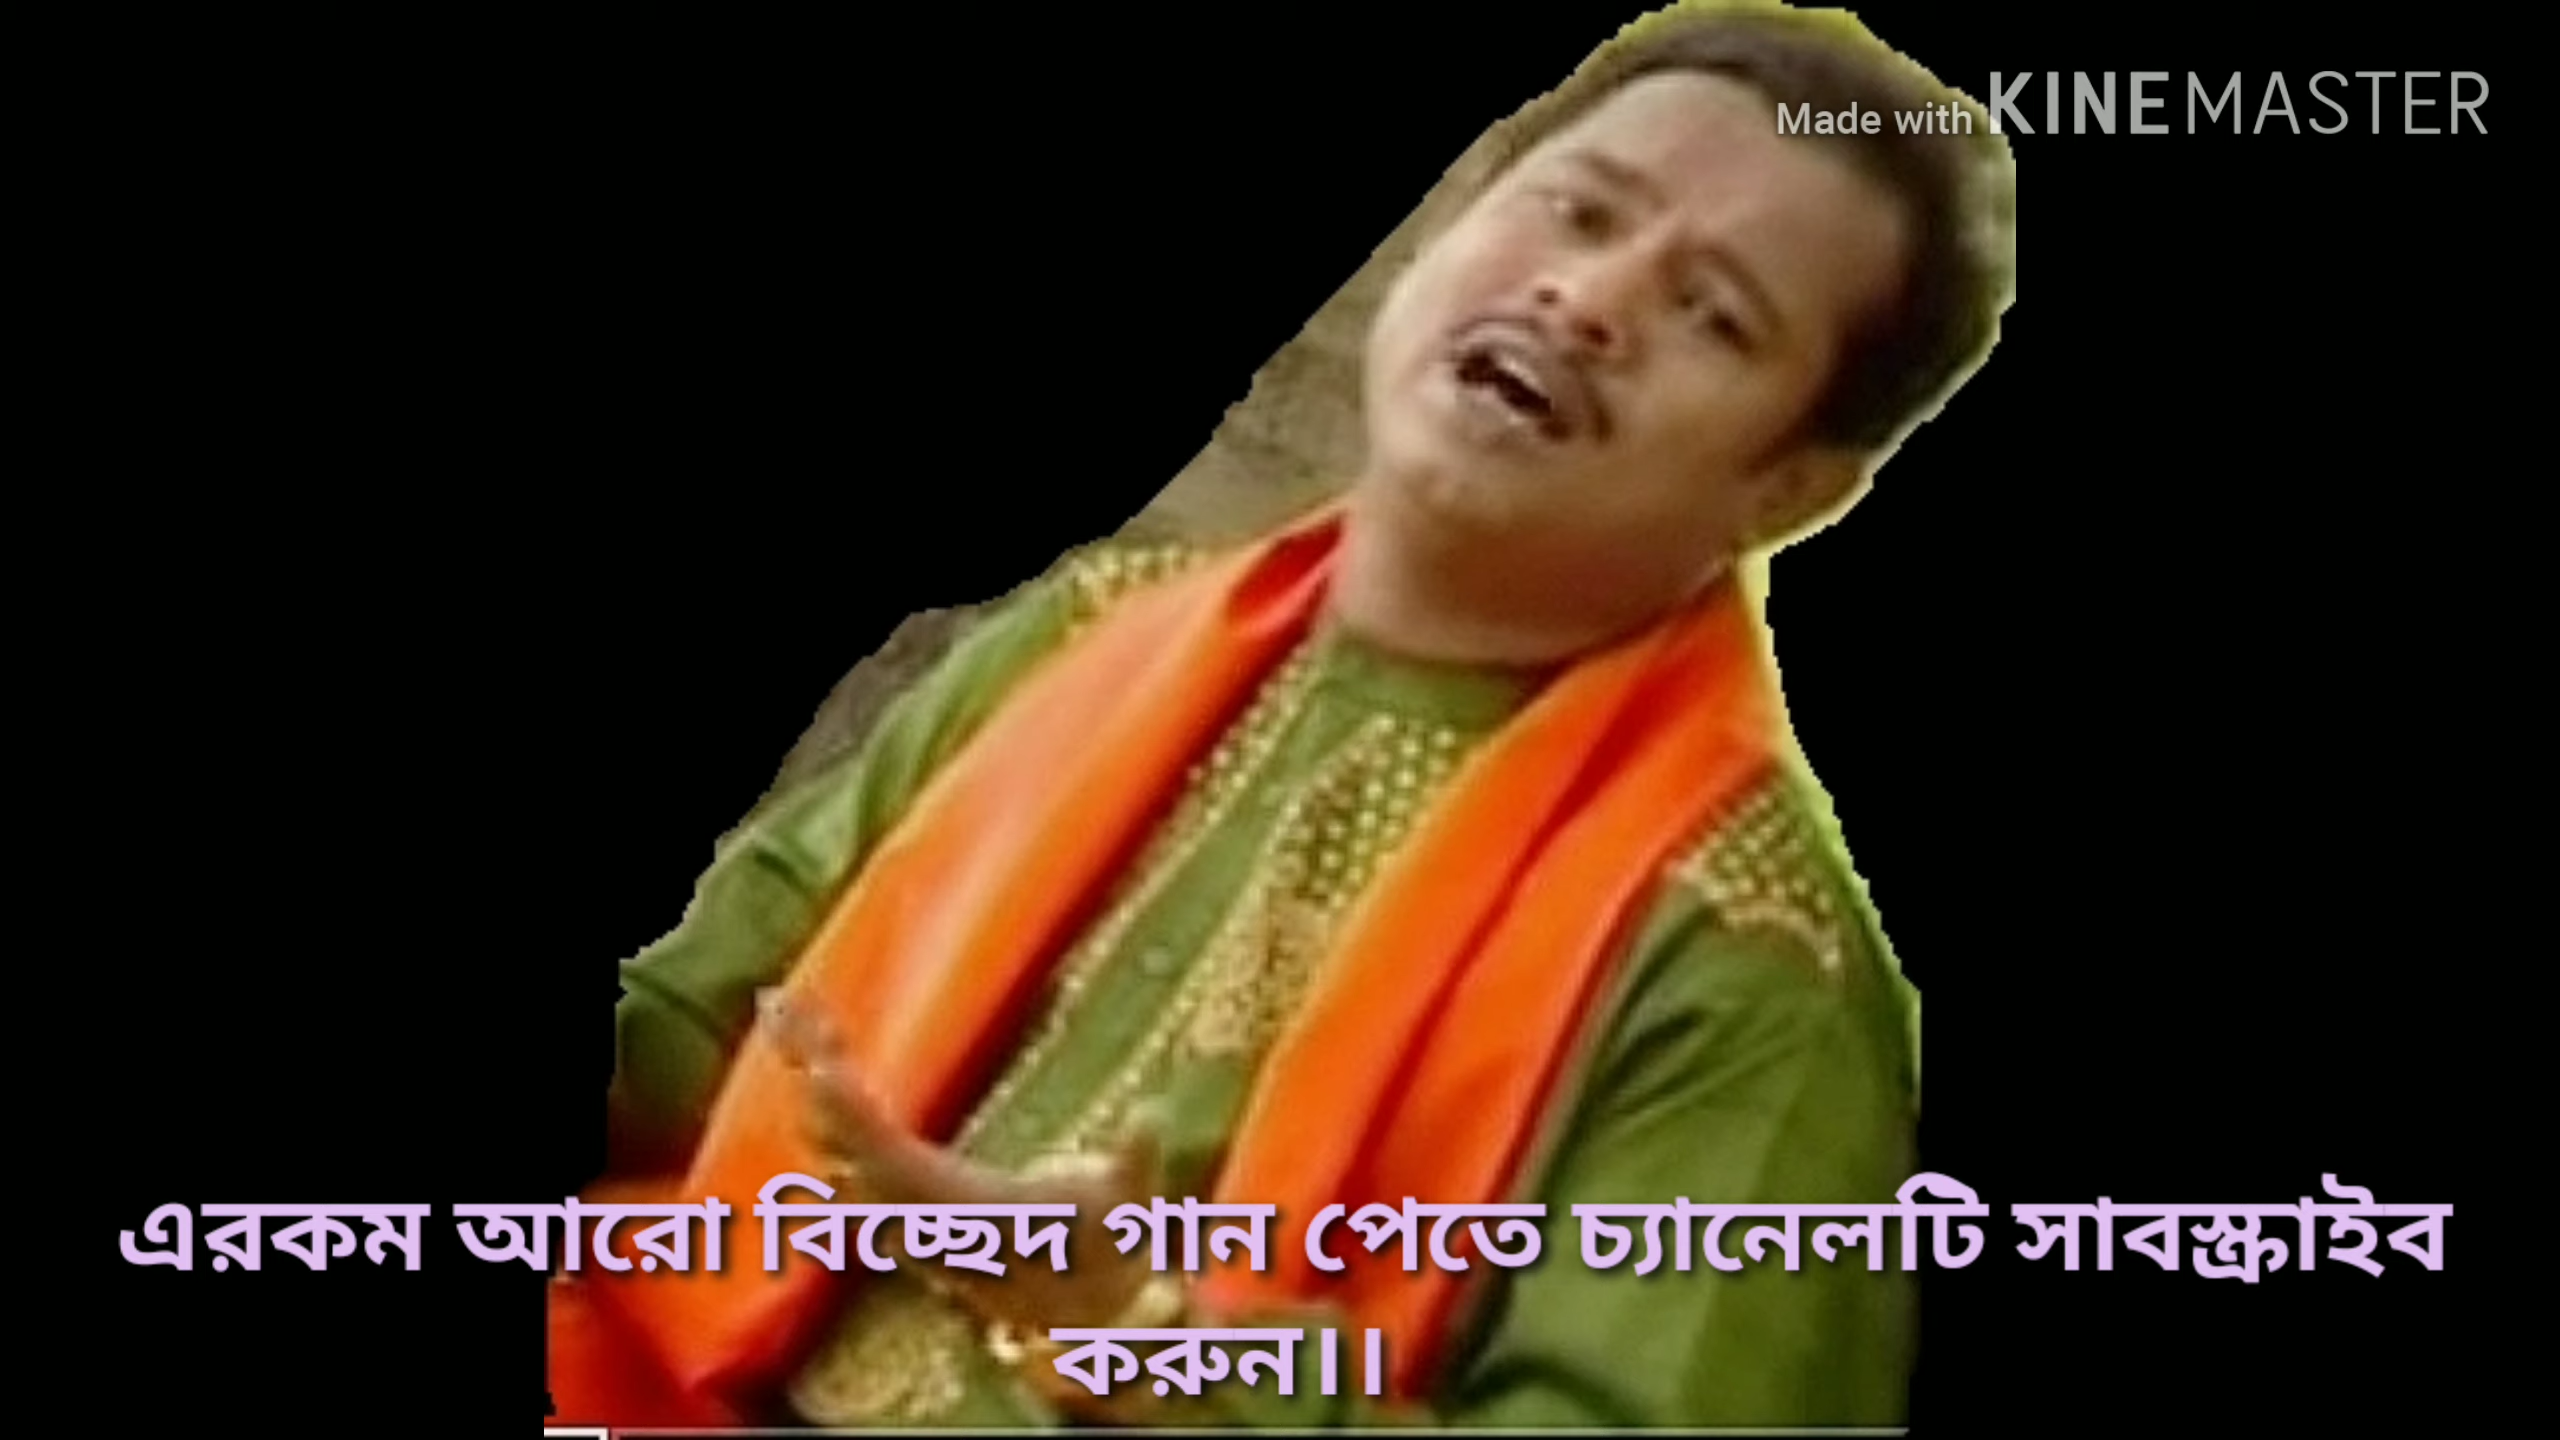 Made with KINEMASTER
এরকম আরো বিচ্ছেদ গান পেতে চ্যানেলটি সাবস্ক্রাইব
করুন।।